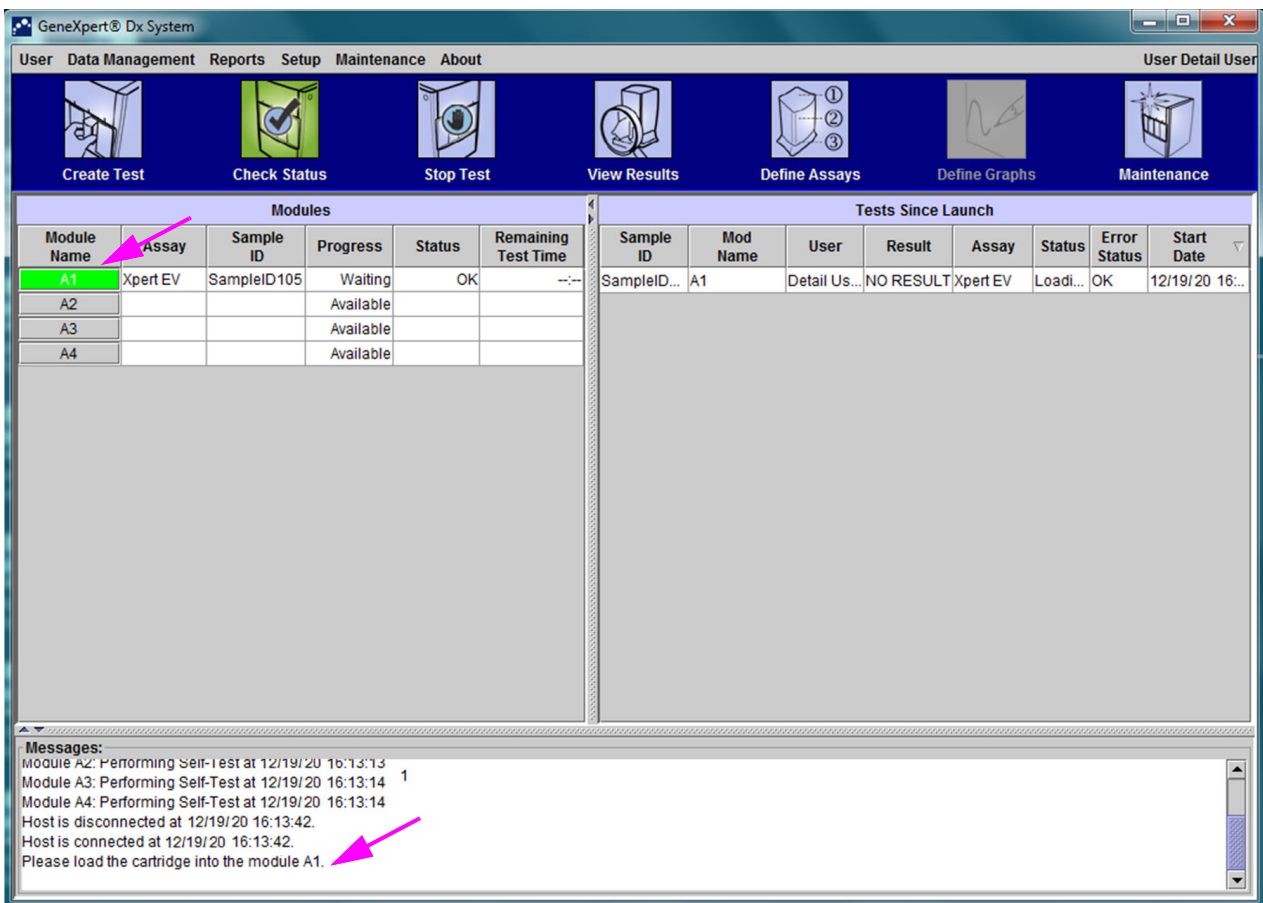 GeneXpert® Dx System
User Data Management Reports Setup Maintenance About User Detail User
① ② ③
Create Test Check Status Stop Test View Results Define Assays Define Graphs Maintenance
Modules
Module Name Assay Sample ID Progress Status Remaining Test Time
A1 Xpert EV SampleID105 Waiting OK --:--
A2 Available
A3 Available
A4 Available
Tests Since Launch
Sample ID Mod Name User Result Assay Status Error Status Start Date
SampleID... A1 Detail Us... NO RESULT Xpert EV Loadi... OK 12/19/20 16:...
Messages:
Module A2: Performing Self-Test at 12/19/20 16:13:13
Module A3: Performing Self-Test at 12/19/20 16:13:14 1
Module A4: Performing Self-Test at 12/19/20 16:13:14
Host is disconnected at 12/19/20 16:13:42.
Host is connected at 12/19/20 16:13:42.
Please load the cartridge into the module A1.